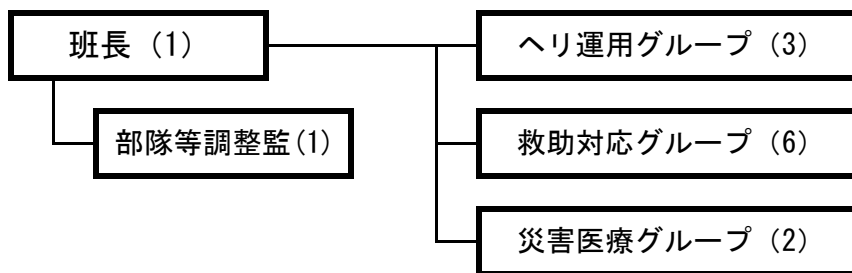 班長（1）
ヘリ運用グループ（3）
部隊等調整監(1)
救助対応グループ（6）
災害医療グループ（2）